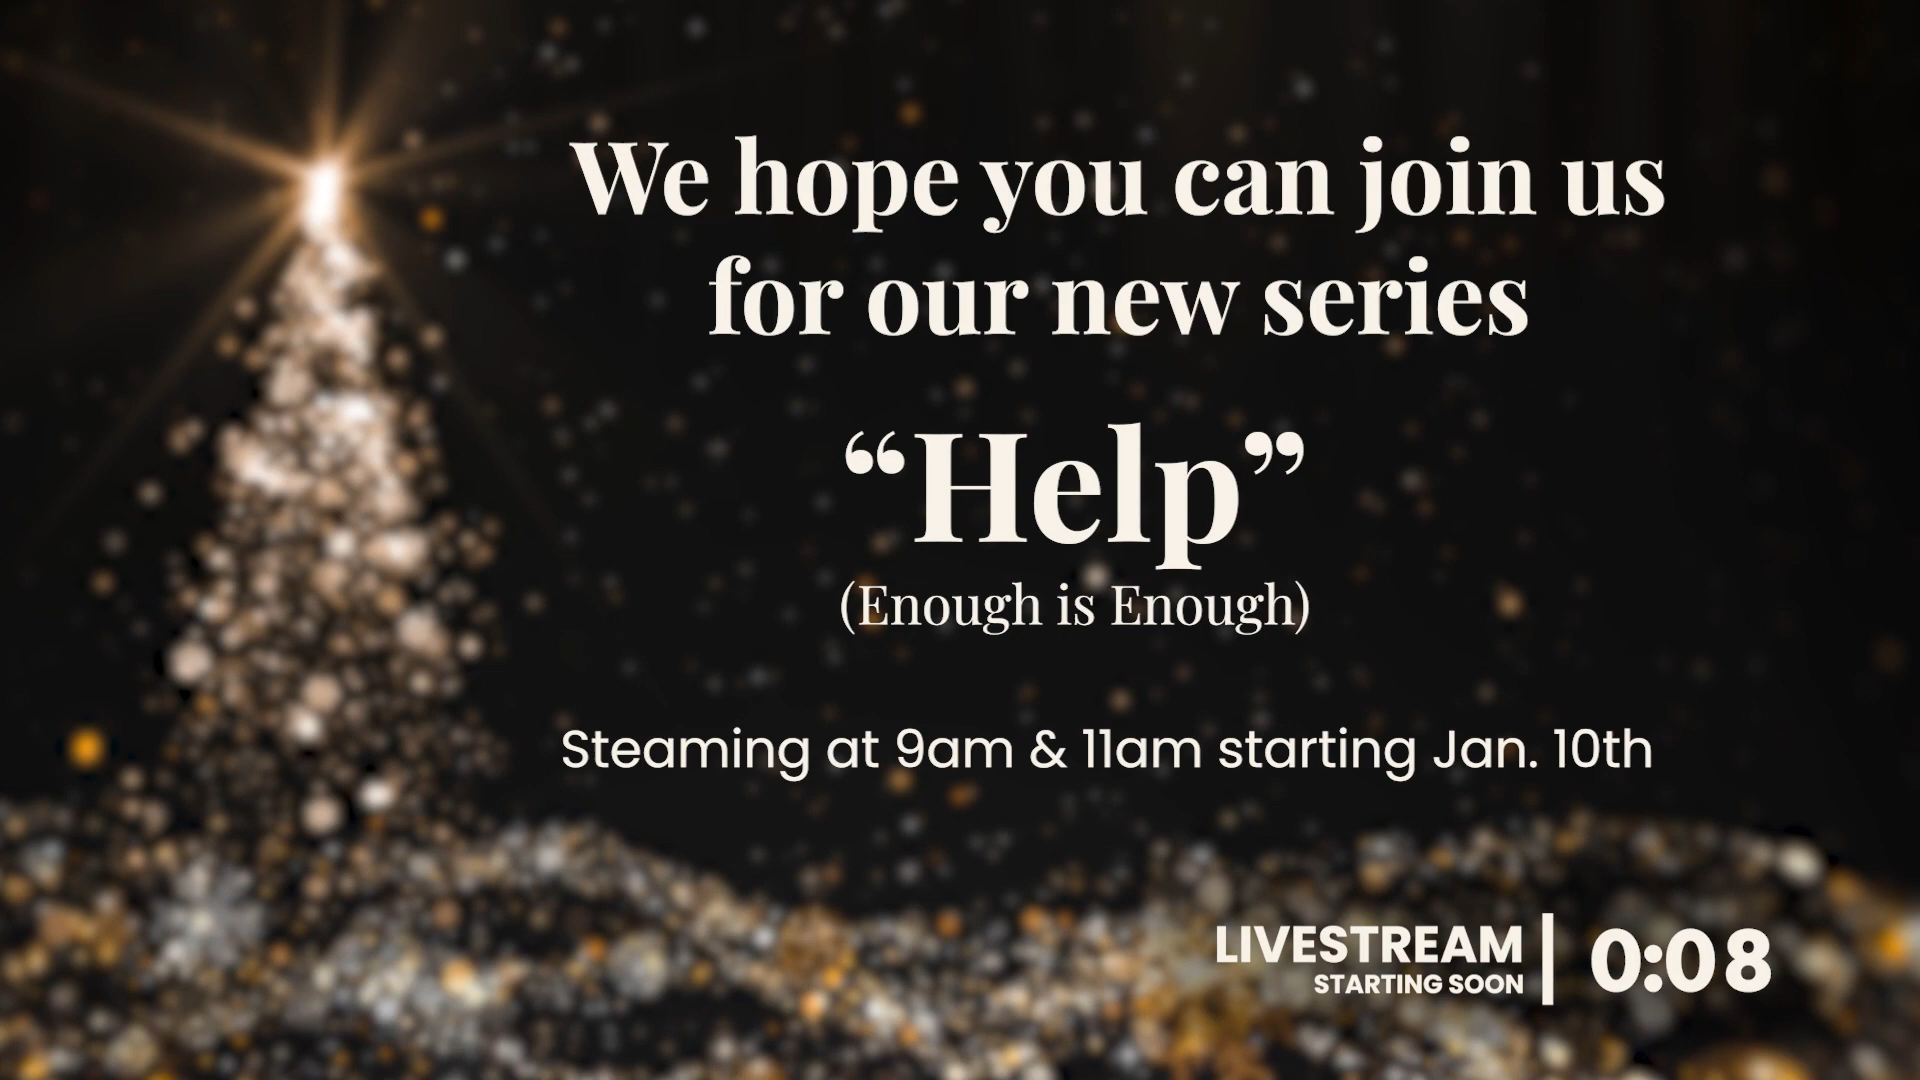 We hope you can join us
for our new series
“Help”
(Enough is Enough)
Steaming at 9am & 11am starting Jan. 10th
LIVESTREAM
STARTING SOON
0:08